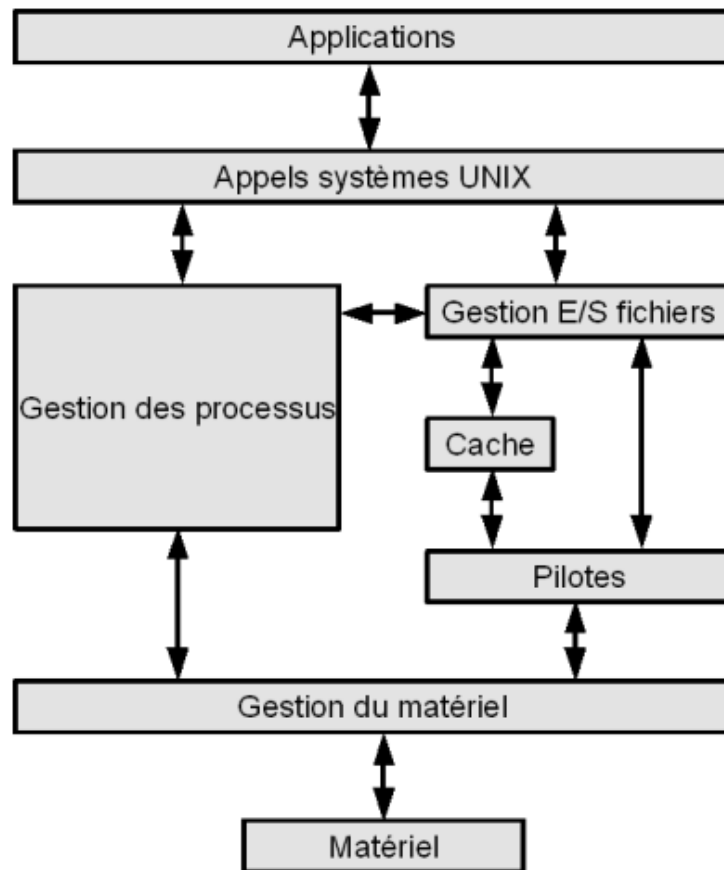 Applications
Appels systèmes UNIX
Gestion E/S fichiers
Gestion des processus
Cache
Pilotes
Gestion du matériel
Matériel